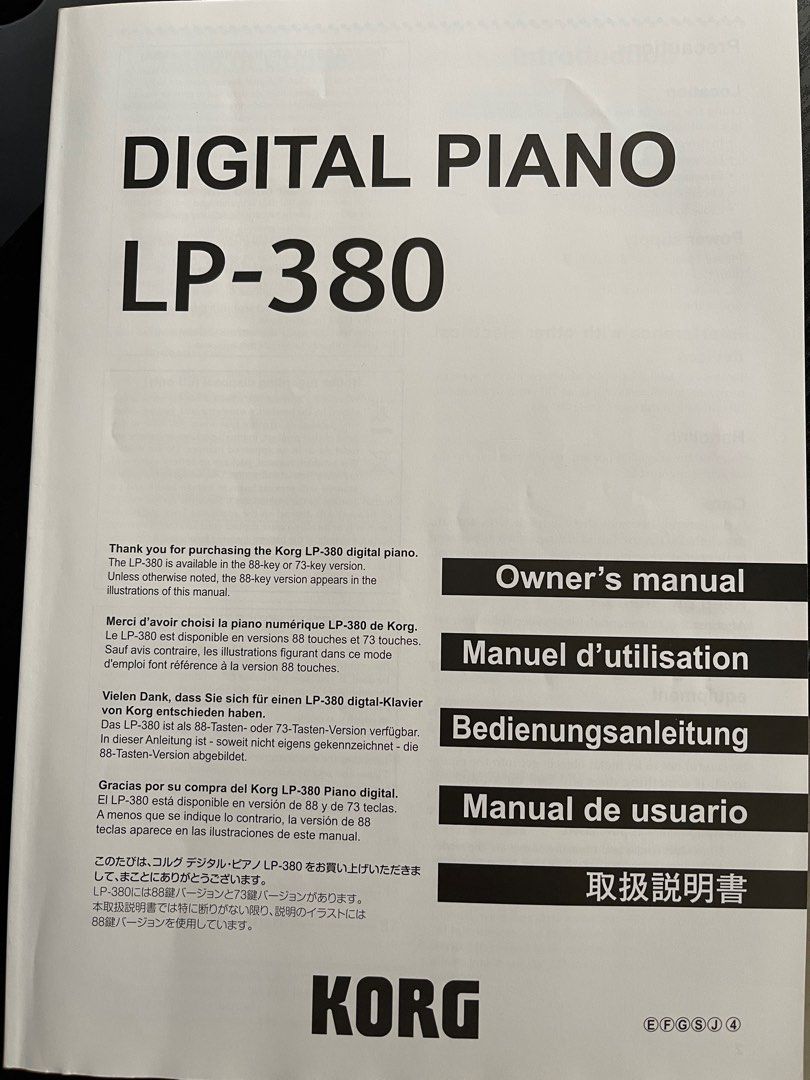 DIGITAL PIANO
LP-380
Thank you for purchasing the Korg LP-380 digital piano.
The LP-380 is available in the 88-key or 73-key version.
Unless otherwise noted, the 88-key version appears in the
illustrations of this manual.
Merci d'avoir choisi la piano numérique LP-380 de Korg.
Le LP-380 est disponible en versions 88 touches et 73 touches.
Sauf avis contraire, les illustrations figurant dans ce mode
d'emploi font référence à la version 88 touches.
Vielen Dank, dass Sie sich für einen LP-380 digtal-Klavier
von Korg entschieden haben.
Das LP-380 ist als 88-Tasten- oder 73-Tasten-Version verfügbar.
In dieser Anleitung ist - soweit nicht eigens gekennzeichnet - die
88-Tasten-Version abgebildet.
Gracias por su compra del Korg LP-380 Piano digital.
El LP-380 está disponible en versión de 88 y de 73 teclas.
A menos que se indique lo contrario, la versión de 88
teclas aparece en las ilustraciones de este manual.
このたびは、コルグ デジタル・ピアノ LP-380 をお買い上げいただきま
して、まことにありがとうございます。
LP-380には88鍵バージョンと73鍵バージョンがあります。
本取扱説明書では特に断りがない限り、説明のイラストには
88鍵バージョンを使用しています。
Owner's manual
Manuel d'utilisation
Bedienungsanleitung
Manual de usuario
取扱説明書
KORG
ⒺⒻⒼⓈⒿ④